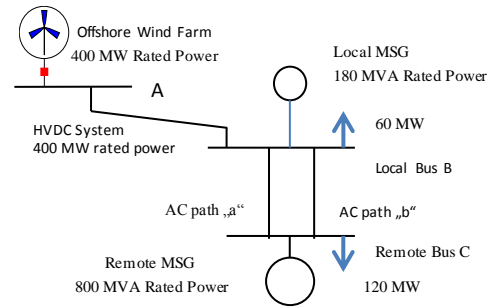 Offshore Wind Farm
400 MW Rated Power
A
HVDC System
400 MW rated power
Local MSG
180 MVA Rated Power
60 MW
Local Bus B
AC path „a“
AC path „b“
Remote Bus C
Remote MSG
800 MVA Rated Power
120 MW